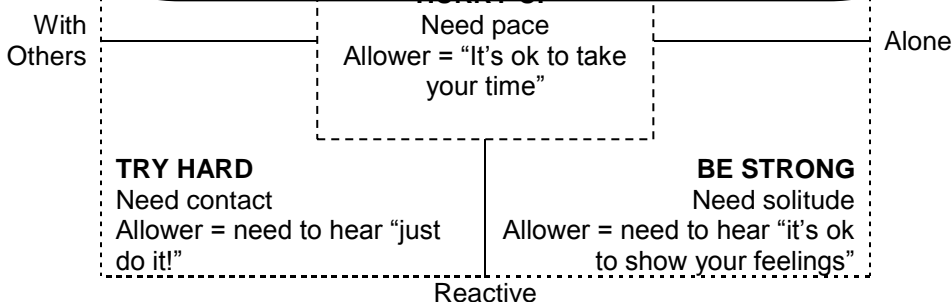 With
Others
Need pace
Allower = “It’s ok to take
your time”
Alone
TRY HARD
Need contact
Allower = need to hear “just
do it!”
BE STRONG
Need solitude
Allower = need to hear “it’s ok
to show your feelings”
Reactive